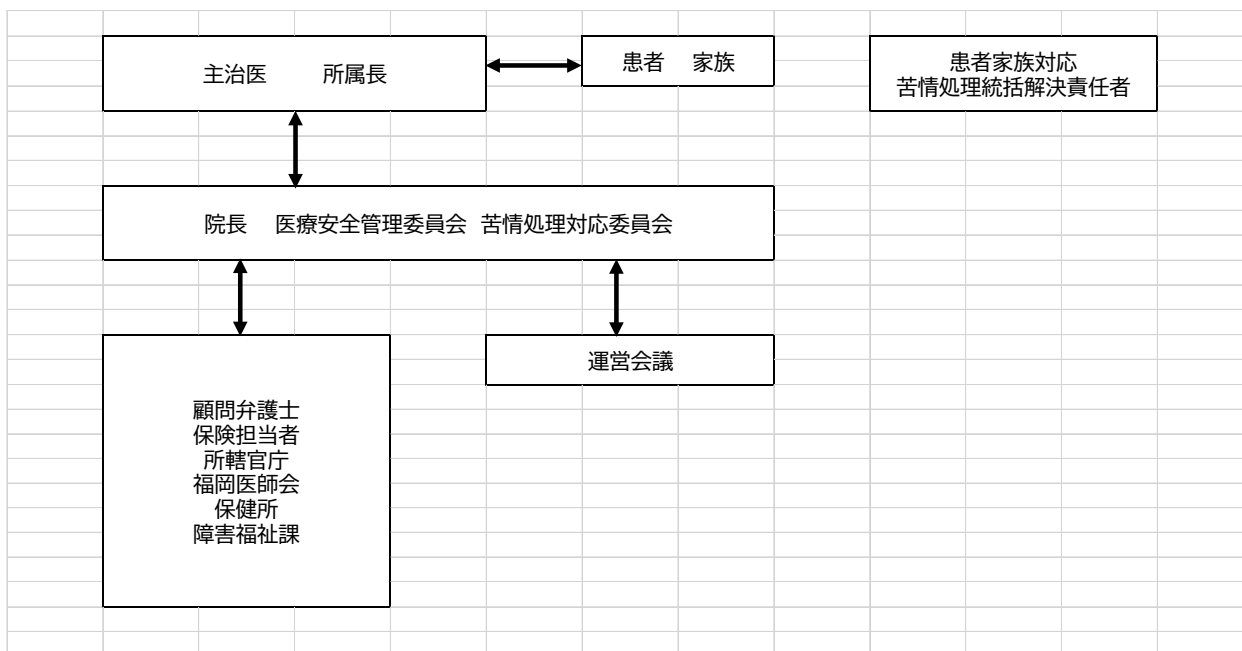 主治医　　所属長
患者　家族
患者家族対応
苦情処理統括解決責任者
院長　医療安全管理委員会 苦情処理対応委員会
運営会議
顧問弁護士
保険担当者
所轄官庁
福岡医師会
保健所
障害福祉課